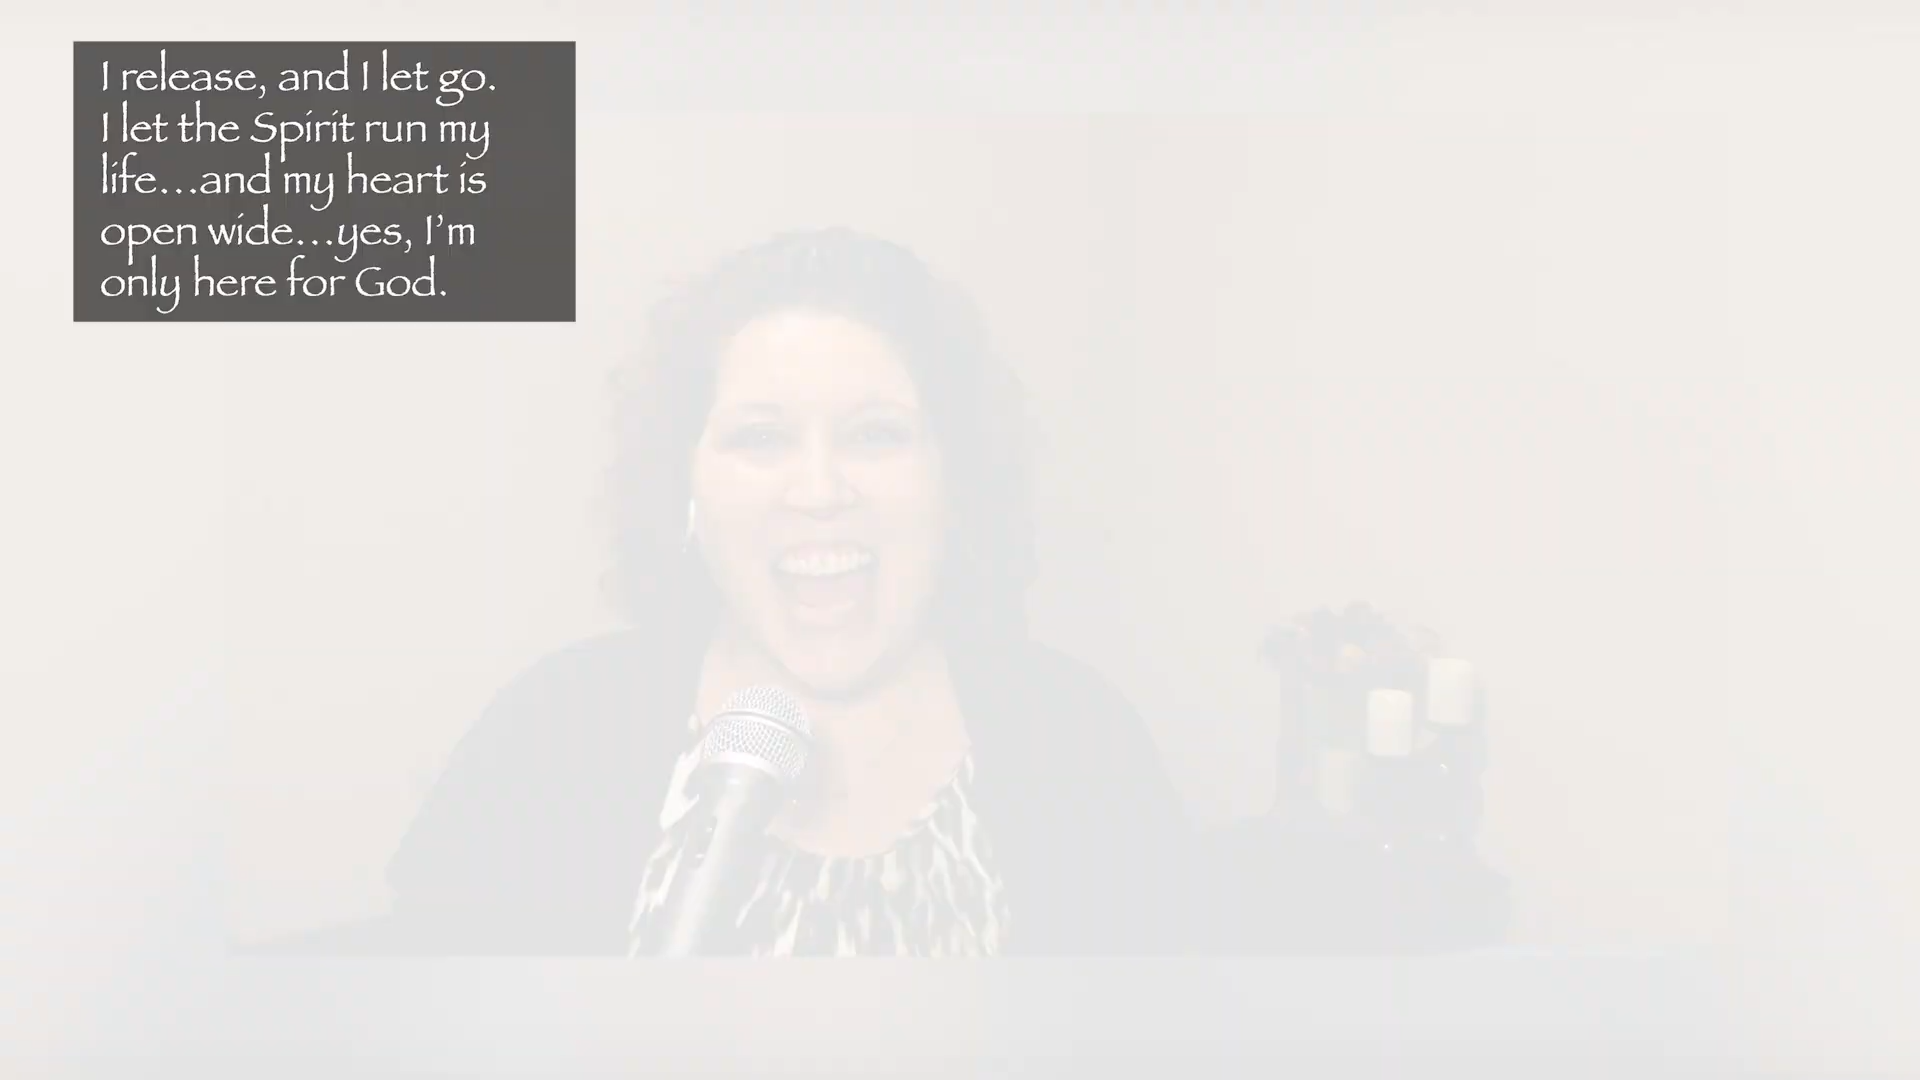 I release, and I let go.
I let the Spirit run my
life...and my heart is
open wide...yes, I'm
only here for God.